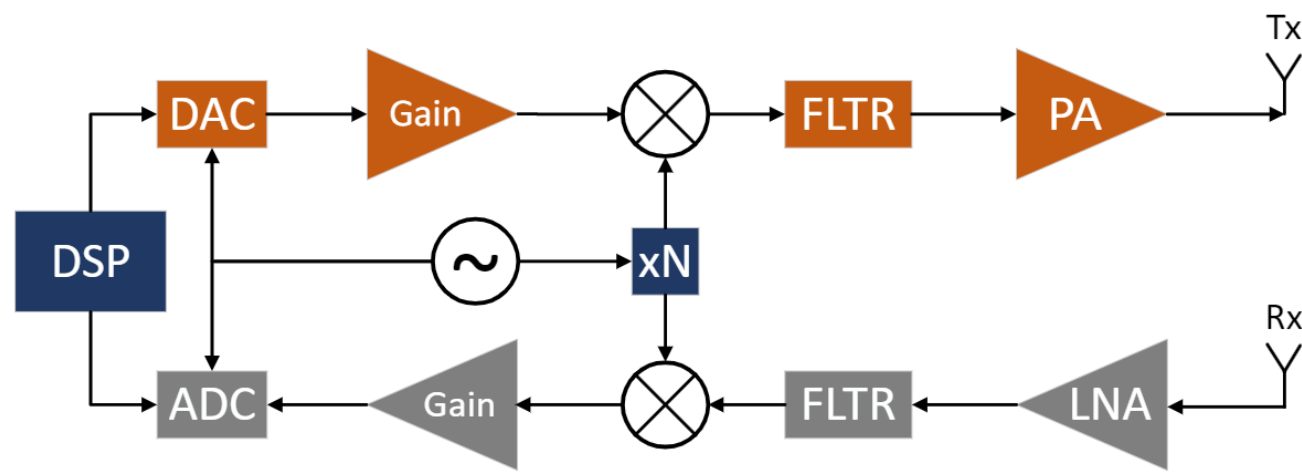 Tx
DAC
Gain
FLTR
PA
DSP
~
xN
Rx
ADC
Gain
FLTR
LNA